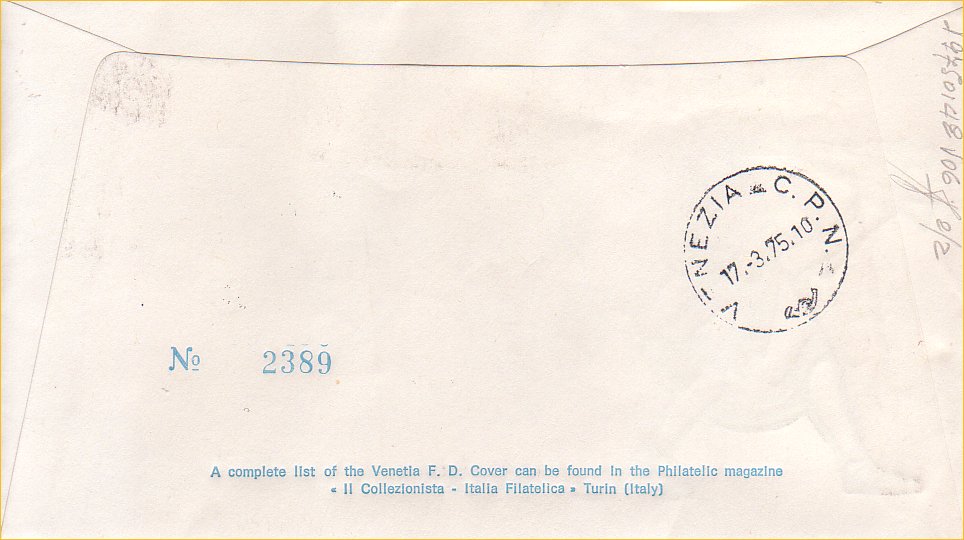 VENEZIA - C.P.N.
17.-3.75.10
Nº 2389
A complete list of the Venetia F. D. Cover can be found in the Philatelic magazine
« Il Collezionista - Italia Filatelica » Turin (Italy)